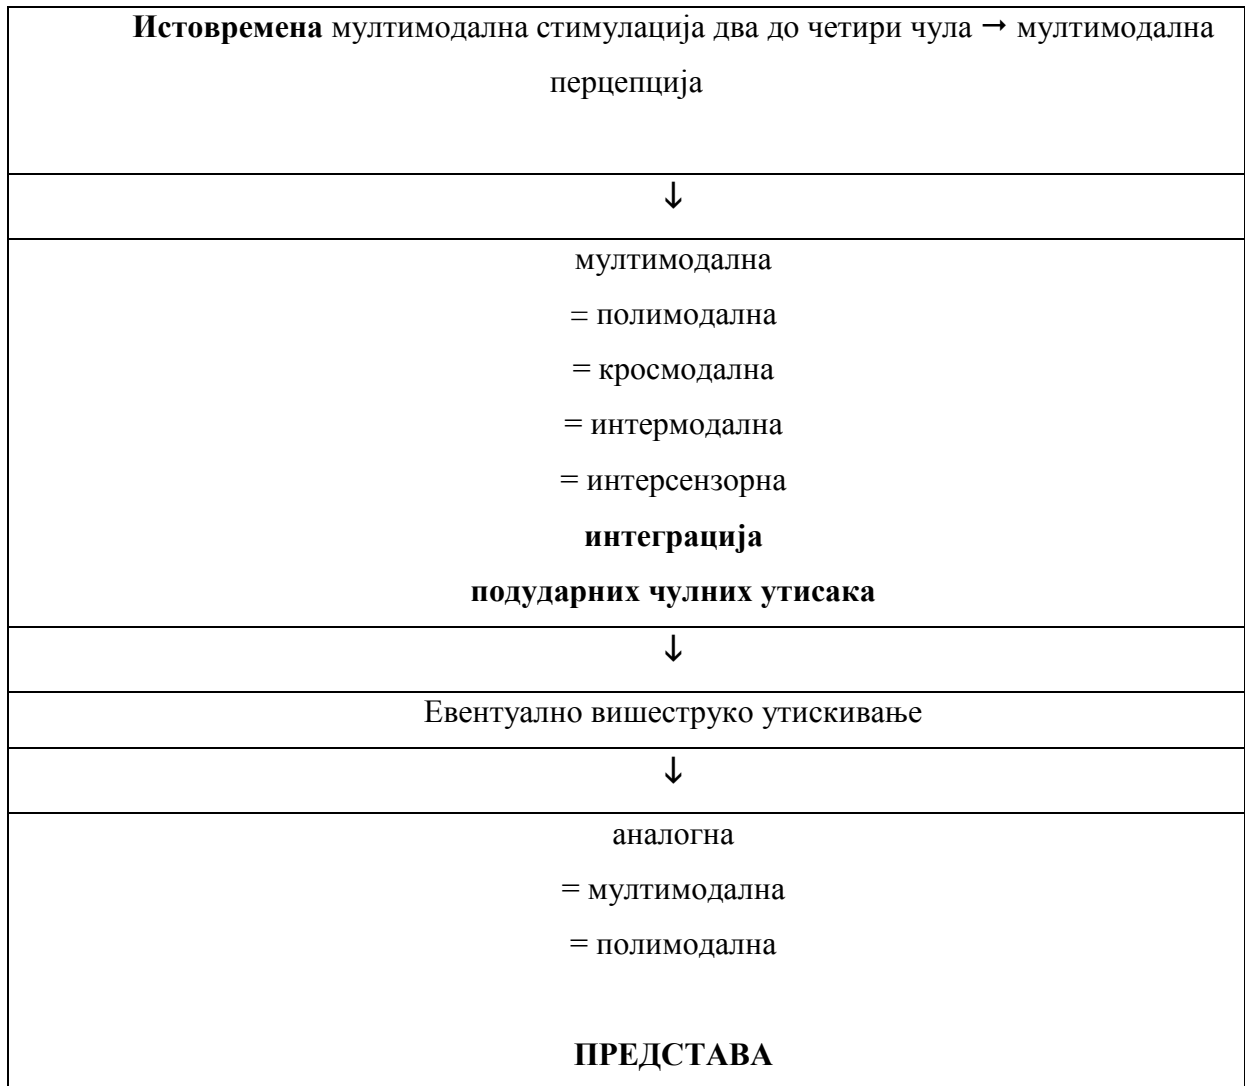 Истовремена мултимодална стимулација два до четири чула → мултимодална
перцепција
↓
мултимодална
= полимодална
= кросмодална
= интермодална
= интерсензорна
интеграција
подударних чулних утисака
↓
Евентуално вишеструко утискивање
↓
аналогна
= мултимодална
= полимодална
ПРЕДСТАВА